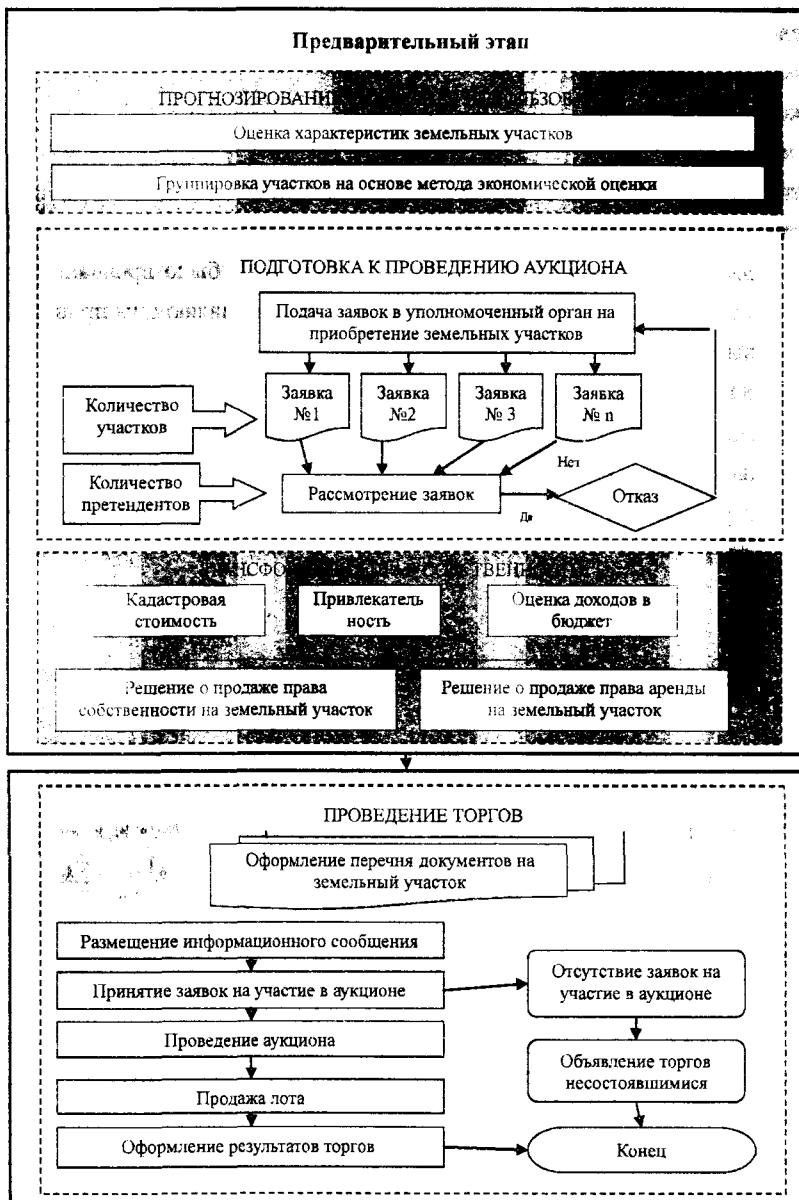 Предварительный этап
ПРОГНОЗИРОВАНИ
Оценка характеристик земельных участков
Группировка участков на основе метода экономической оценки
ПОДГОТОВКА К ПРОВЕДЕНИЮ АУКЦИОНА
Подача заявок в уполномоченный орган на
приобретение земельных участков
Количество
участков
Заявка
№1
Заявка
№2
Заявка
№ 3
Заявка
№ n
Нет
Количество
претендентов
Рассмотрение заявок
Да
Отказ
Кадастровая
стоимость
Привлекатель
ность
Оценка доходов в
бюджет
Решение о продаже права
собственности на земельный участок
Решение о продаже права аренды
на земельный участок
ПРОВЕДЕНИЕ ТОРГОВ
Оформление перечня документов на
земельный участок
Размещение информационного сообщения
Принятие заявок на участие в аукционе
Проведение аукциона
Продажа лота
Оформление результатов торгов
Отсутствие заявок на
участие в аукционе
Объявление торгов
несостоявшимися
Конец